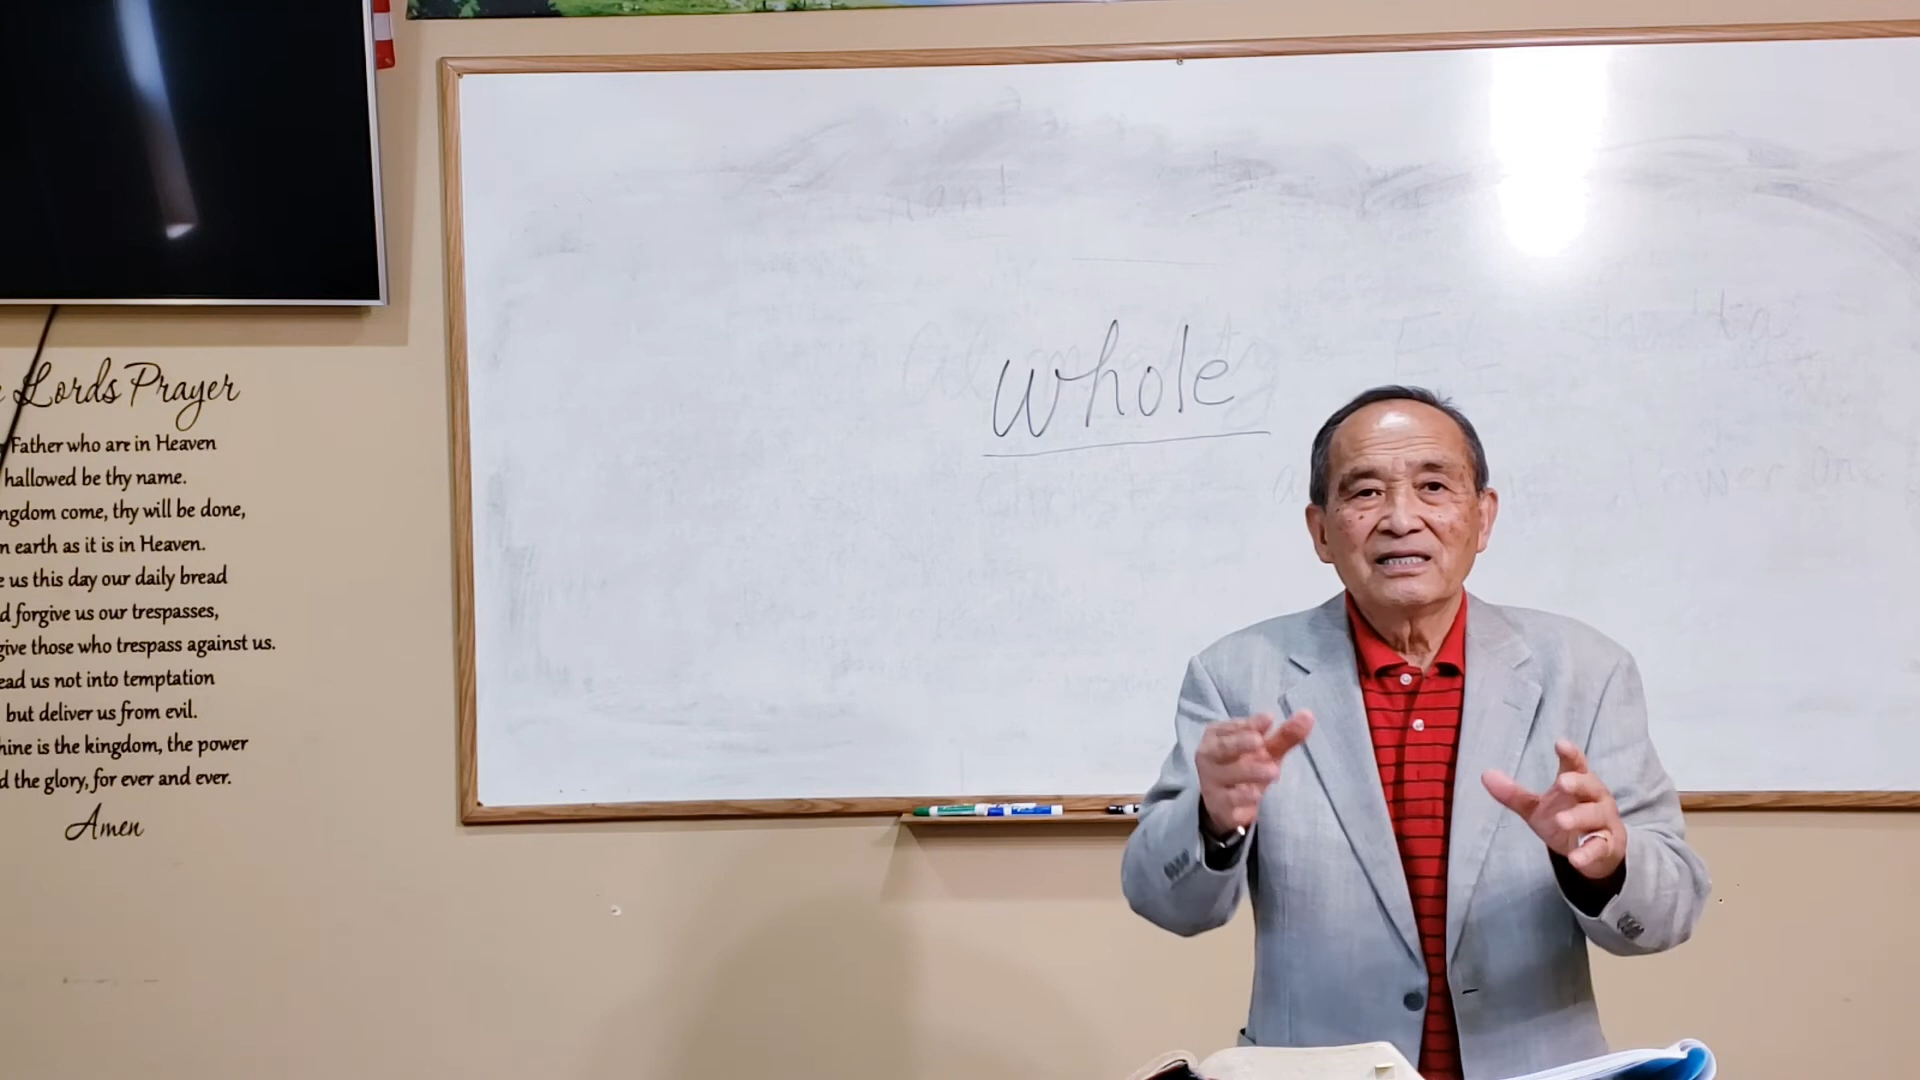 Lords Prayer
Father who are in Heaven
hallowed be thy name.
ngdom come, thy will be done,
n earth as it is in Heaven.
e us this day our daily bread
d forgive us our trespasses,
give those who trespass against us.
ead us not into temptation
but deliver us from evil.
hine is the kingdom, the power
d the glory, for ever and ever.
Amen
whole